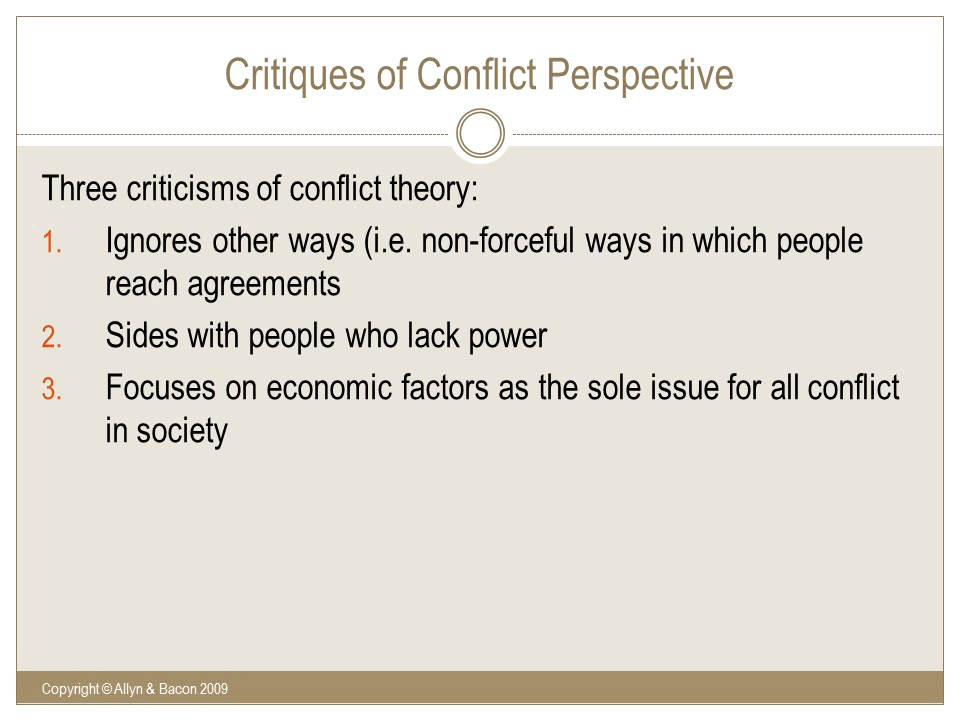 Critiques of Conflict Perspective
Three criticisms of conflict theory:
1. Ignores other ways (i.e. non-forceful ways in which people
reach agreements
2. Sides with people who lack power
3. Focuses on economic factors as the sole issue for all conflict
in society
Copyright © Allyn & Bacon 2009